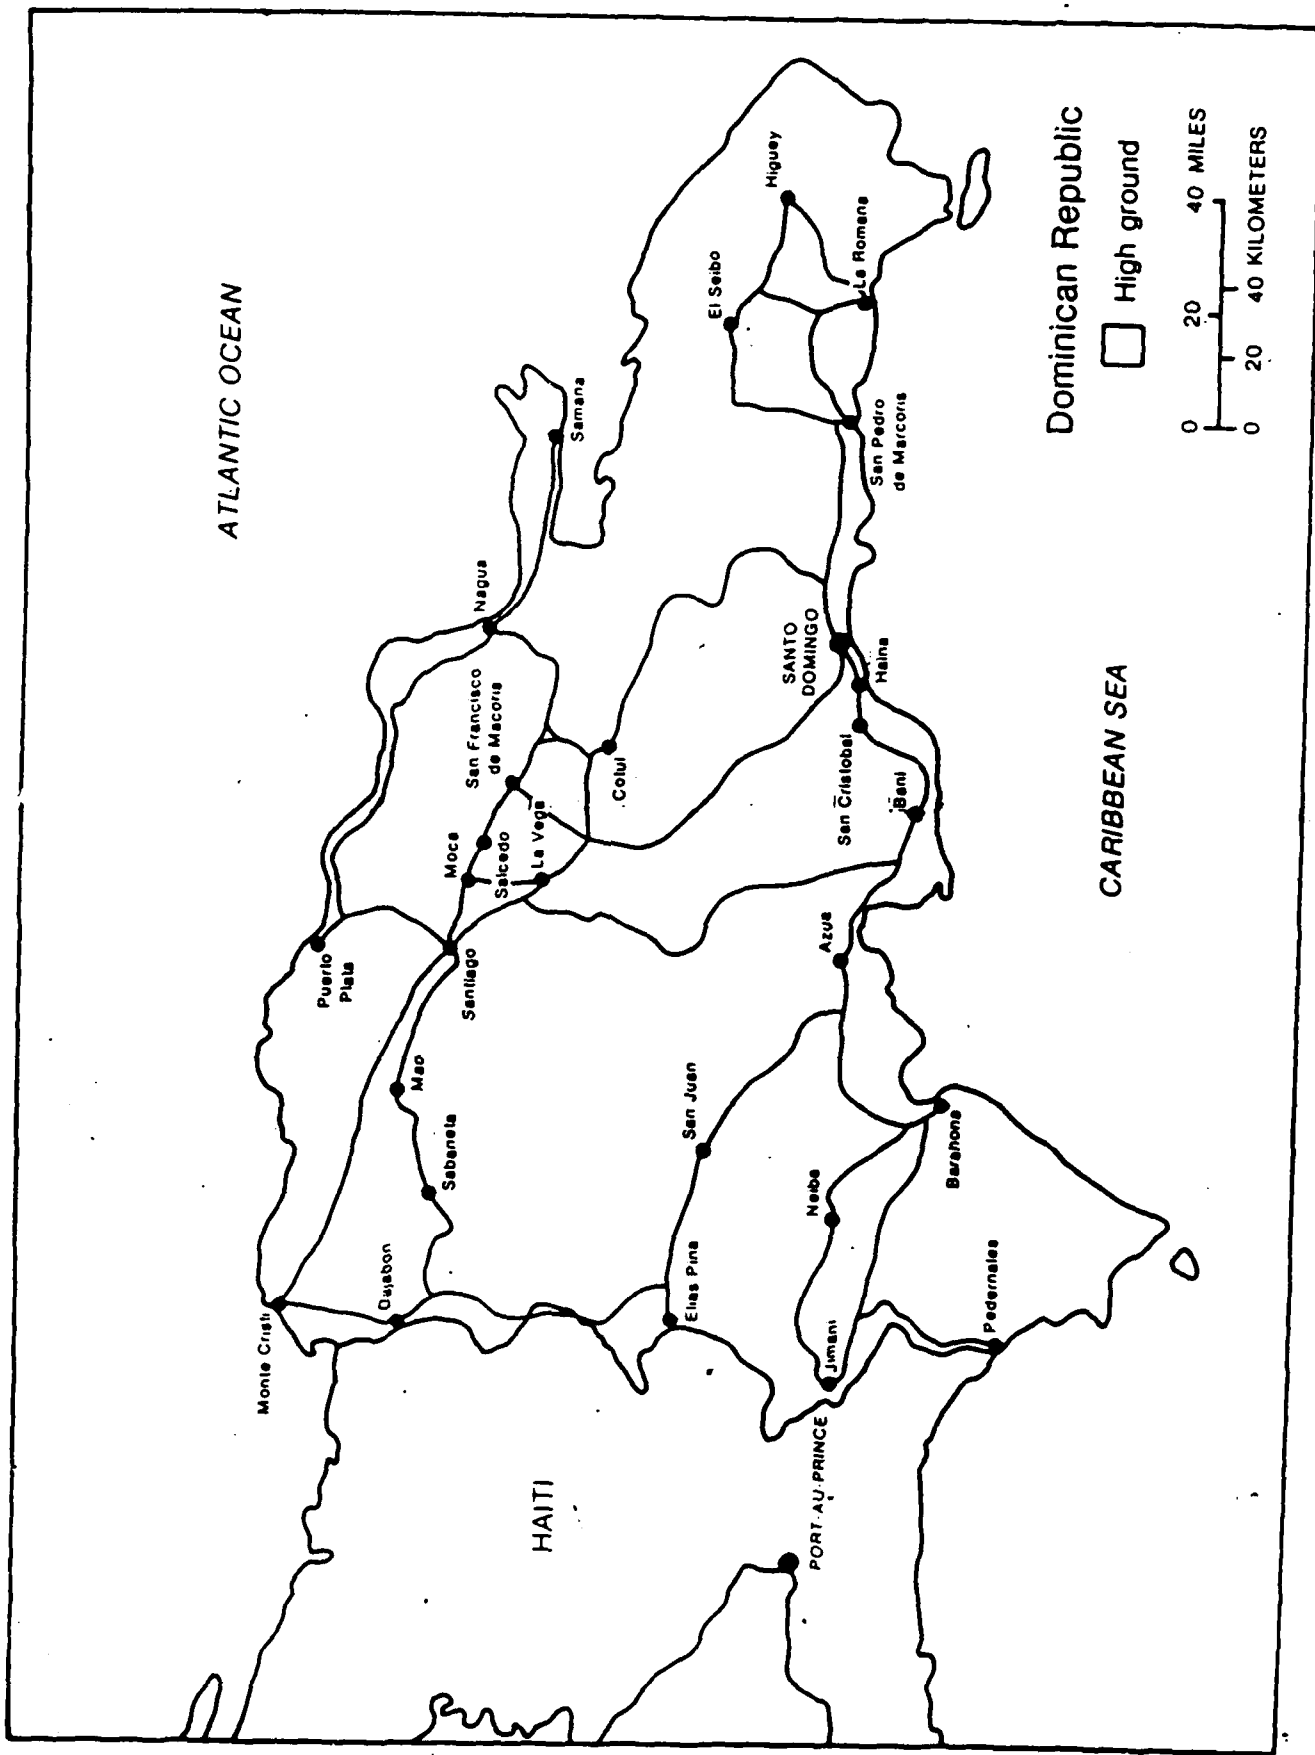 ATLANTIC OCEAN
Monte Cristi
Puerto
Plata
Dajabon
Mao
Sabaneta
Santiago
Moca
Salcedo
La Vega
San Francisco
de Macoris
Nagua
Samana
Cotui
HAITI
Elias Pina
San Juan
El Seibo
Higuey
La Romana
San Pedro
de Marcoris
SANTO
DOMINGO
Haina
San Cristobal
Bani
Azua
Neiba
Jimani
Barahona
Pedernales
PORT-AU-PRINCE
CARIBBEAN SEA
Dominican Republic
High ground
0 20 40 MILES
0 20 40 KILOMETERS